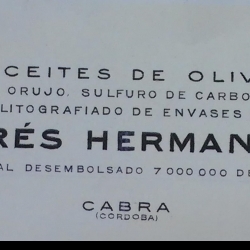 CEITES DE OLIV
ORUJO. SULFURO DE CARBO
LITOGRAFIADO DE ENVASES
RÉS HERMAN
AL DESEMBOLSADO 7 000 000 DE
CABRA
(CORDOBA)